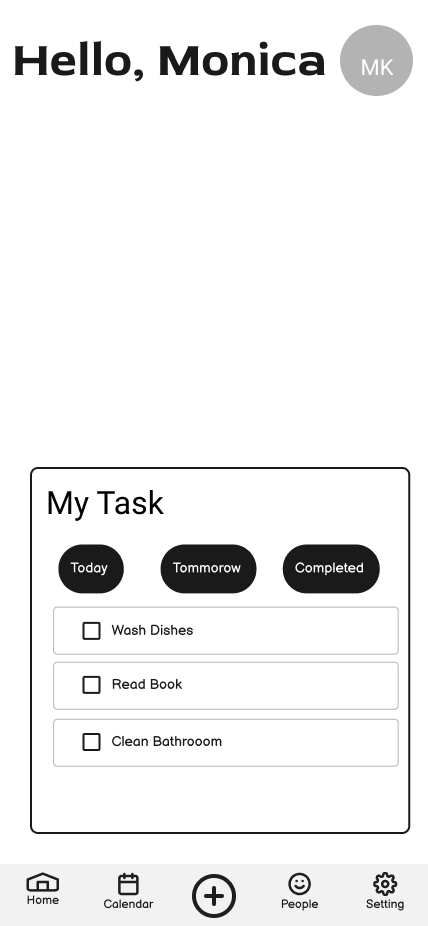 Hello, Monica
MK
My Task
Today Tommorow Completed
Wash Dishes
Read Book
Clean Bathrooom
Home Calendar People Setting